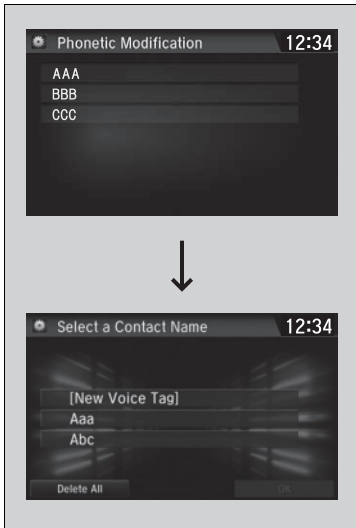 Phonetic Modification 12:34
AAA
BBB
CCC
Select a Contact Name 12:34
[New Voice Tag]
Aaa
Abc
Delete All OK